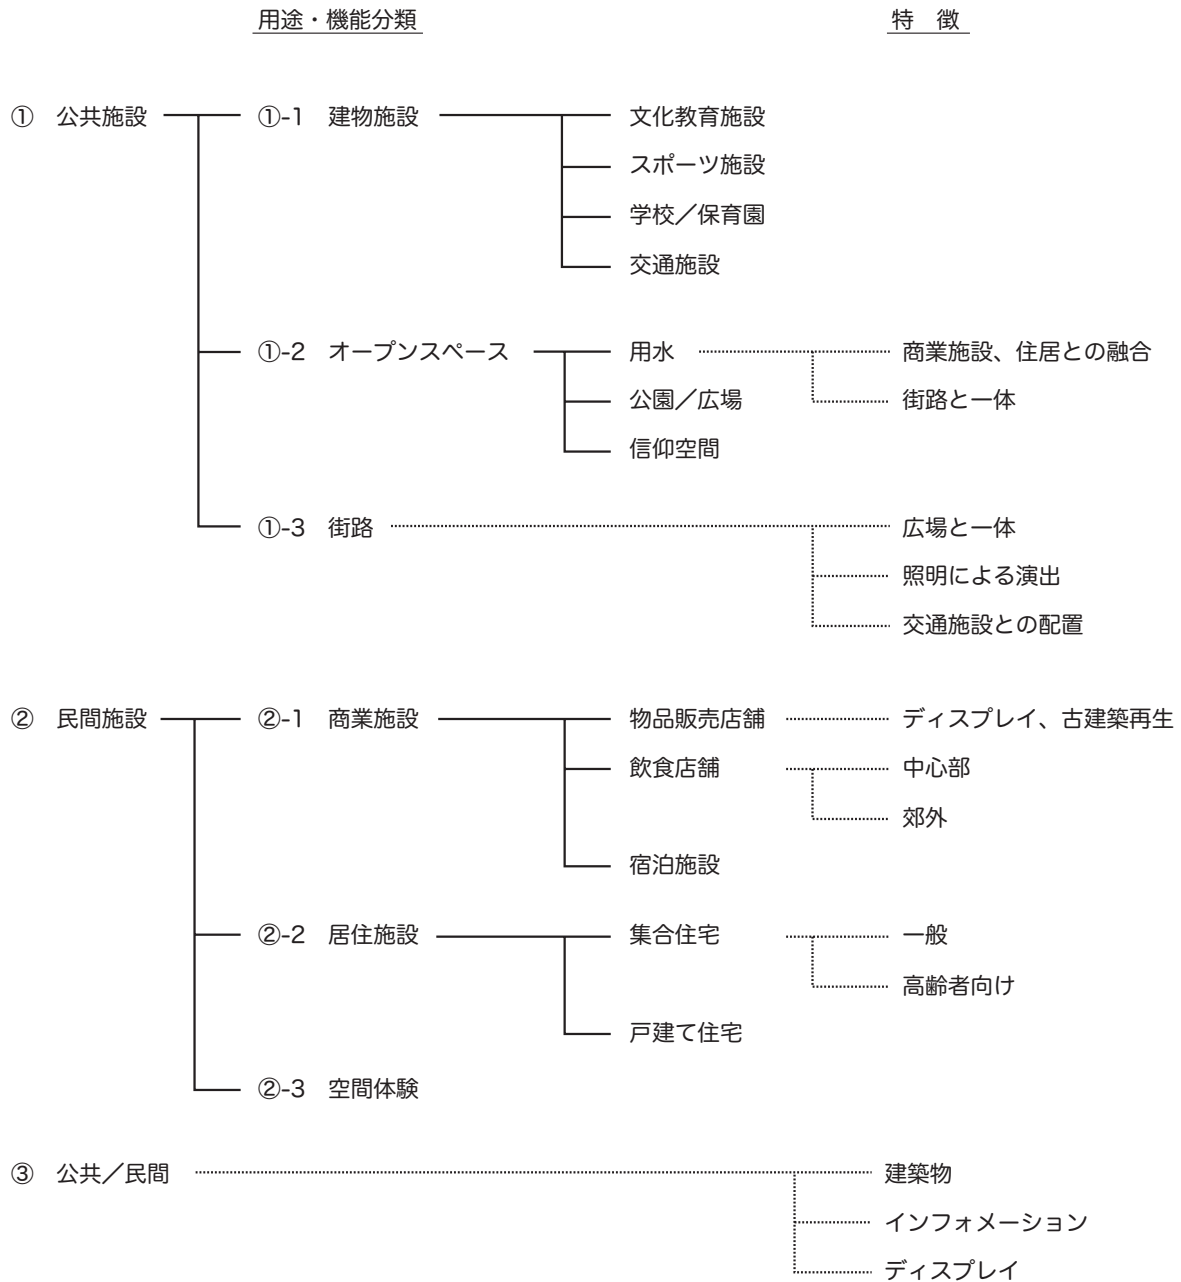 用途・機能分類 特 徴
① 公共施設 ①-1 建物施設 文化教育施設
スポーツ施設
学校／保育園
交通施設
①-2 オープンスペース 用水 商業施設、住居との融合
公園／広場 街路と一体
信仰空間
①-3 街路 広場と一体
照明による演出
交通施設との配置
② 民間施設 ②-1 商業施設 物品販売店舗 ディスプレイ、古建築再生
飲食店舗 中心部
郊外
宿泊施設
②-2 居住施設 集合住宅 一般
高齢者向け
戸建て住宅
②-3 空間体験
③ 公共／民間 建築物
インフォメーション
ディスプレイ